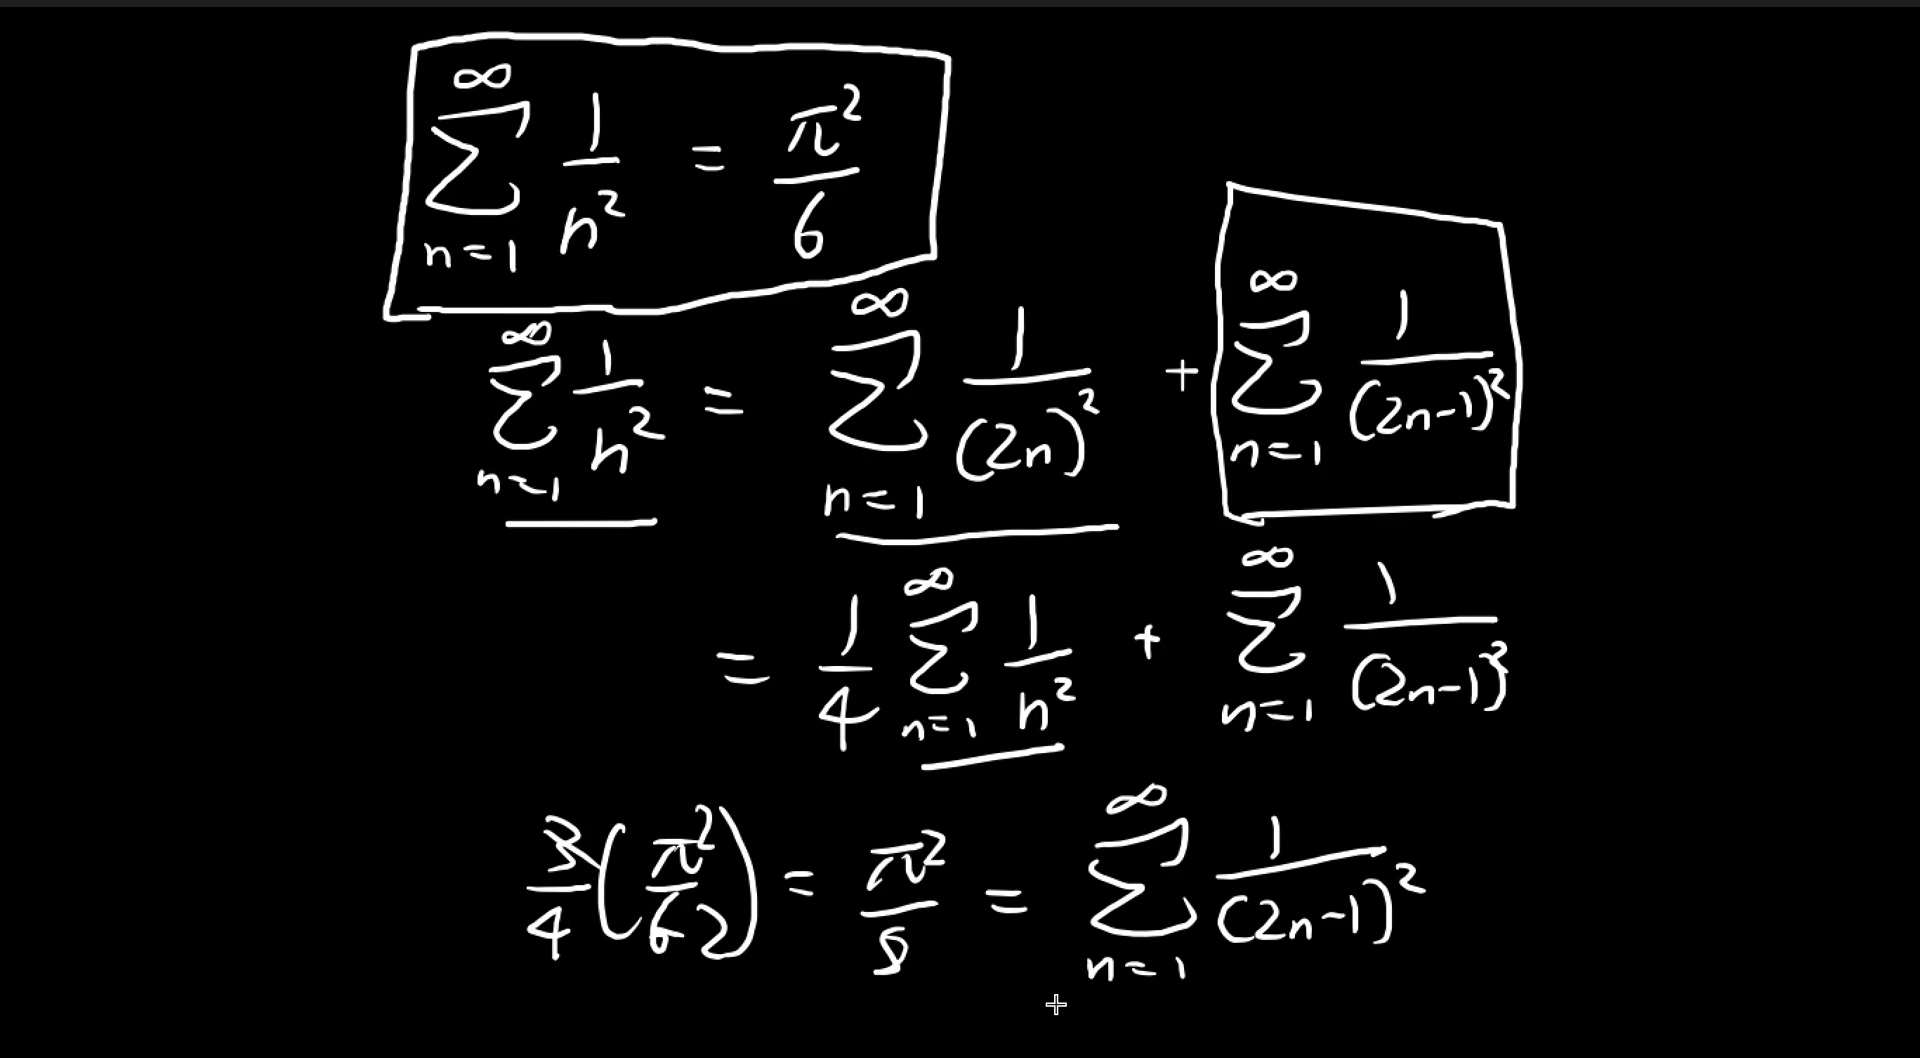 ∞∑n=1 1/n² = π²/6
∞∑n=1 1/n² = ∞∑n=1 1/(2n)² + ∞∑n=1 1/(2n-1)²
= 1/4 ∞∑n=1 1/n² + ∞∑n=1 1/(2n-1)²
3/4 (π²/6 2) = π²/8 = ∞∑n=1 1/(2n-1)²